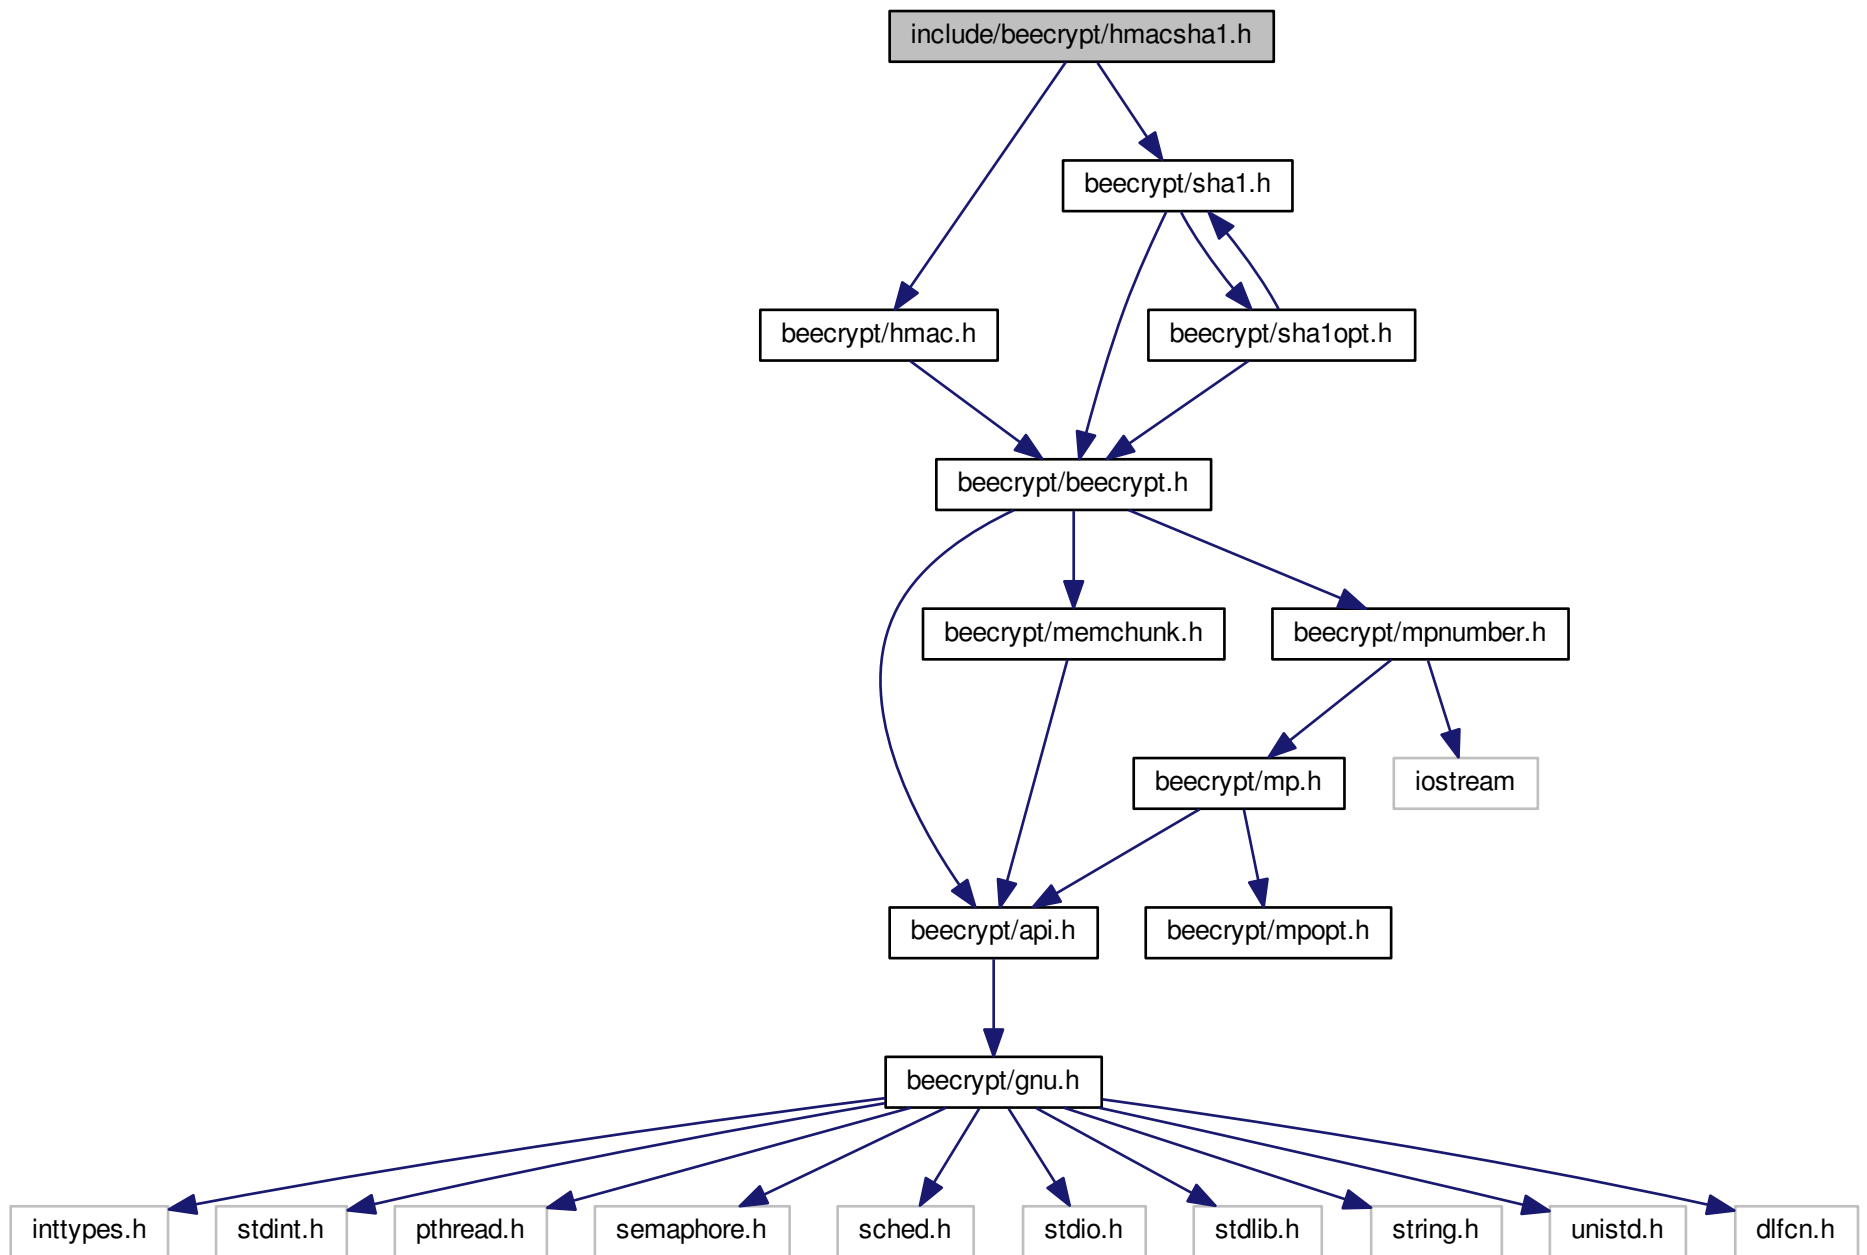 include/beecrypt/hmacsha1.h
beecrypt/sha1.h
beecrypt/hmac.h
beecrypt/sha1opt.h
beecrypt/beecrypt.h
beecrypt/memchunk.h
beecrypt/mpnumber.h
beecrypt/mp.h
iostream
beecrypt/api.h
beecrypt/mpopt.h
beecrypt/gnu.h
inttypes.h
stdint.h
pthread.h
semaphore.h
sched.h
stdio.h
stdlib.h
string.h
unistd.h
dlfcn.h